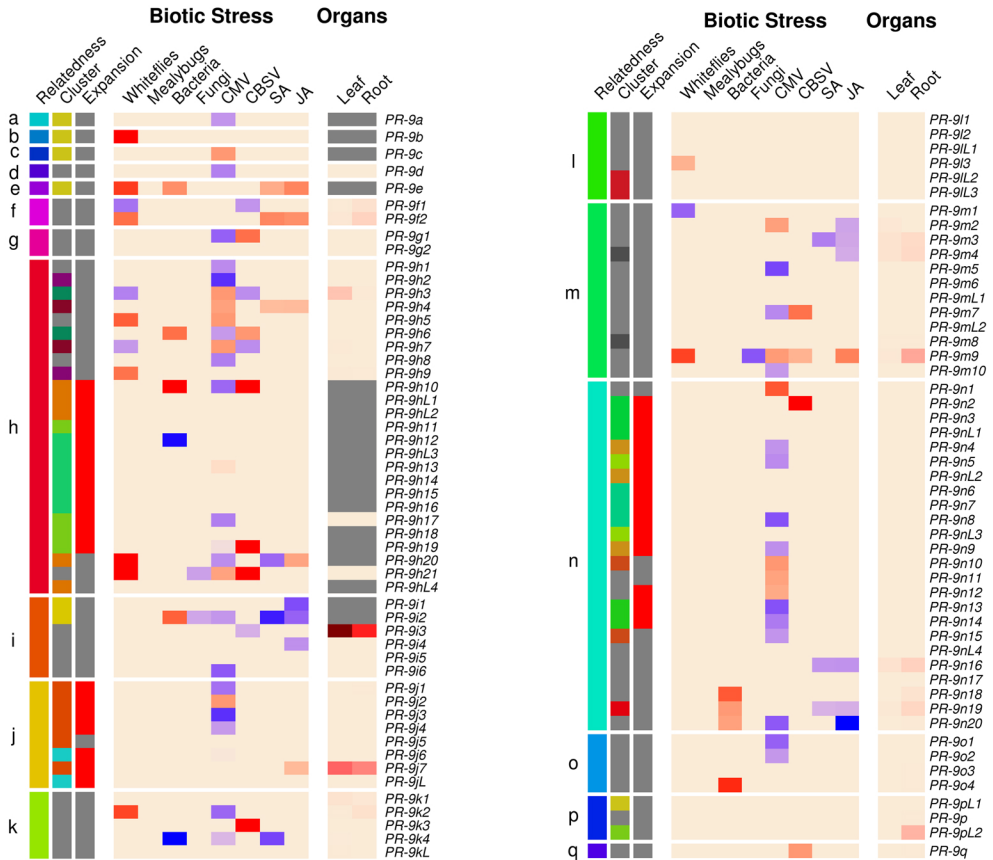 Biotic Stress Organs
Relatedness Cluster Expansion Whiteflies Mealybugs Bacteria Fungi CMV CBSV SA JA Leaf Root
a PR-9a
b PR-9b
c PR-9c
d PR-9d
e PR-9e
f PR-9f1
PR-9f2
g PR-9g1
PR-9g2
h PR-9h1
PR-9h2
PR-9h3
PR-9h4
PR-9h5
PR-9h6
PR-9h7
PR-9h8
PR-9h9
PR-9h10
PR-9hL1
PR-9hL2
PR-9h11
PR-9h12
PR-9hL3
PR-9h13
PR-9h14
PR-9h15
PR-9h16
PR-9h17
PR-9h18
PR-9h19
PR-9h20
PR-9h21
PR-9hL4
i PR-9i1
PR-9i2
PR-9i3
PR-9i4
PR-9i5
PR-9i6
j PR-9j1
PR-9j2
PR-9j3
PR-9j4
PR-9j5
PR-9j6
PR-9j7
PR-9jL
k PR-9k1
PR-9k2
PR-9k3
PR-9k4
PR-9kL
Biotic Stress Organs
Relatedness Cluster Expansion Whiteflies Mealybugs Bacteria Fungi CMV CBSV SA JA Leaf Root
l PR-9l1
PR-9l2
PR-9lL1
PR-9l3
PR-9lL2
PR-9lL3
m PR-9m1
PR-9m2
PR-9m3
PR-9m4
PR-9m5
PR-9m6
PR-9mL1
PR-9m7
PR-9mL2
PR-9m8
PR-9m9
PR-9m10
n PR-9n1
PR-9n2
PR-9n3
PR-9nL1
PR-9n4
PR-9n5
PR-9nL2
PR-9n6
PR-9n7
PR-9n8
PR-9nL3
PR-9n9
PR-9n10
PR-9n11
PR-9n12
PR-9n13
PR-9n14
PR-9n15
PR-9nL4
PR-9n16
PR-9n17
PR-9n18
PR-9n19
PR-9n20
o PR-9o1
PR-9o2
PR-9o3
PR-9o4
p PR-9pL1
PR-9p
PR-9pL2
q PR-9q